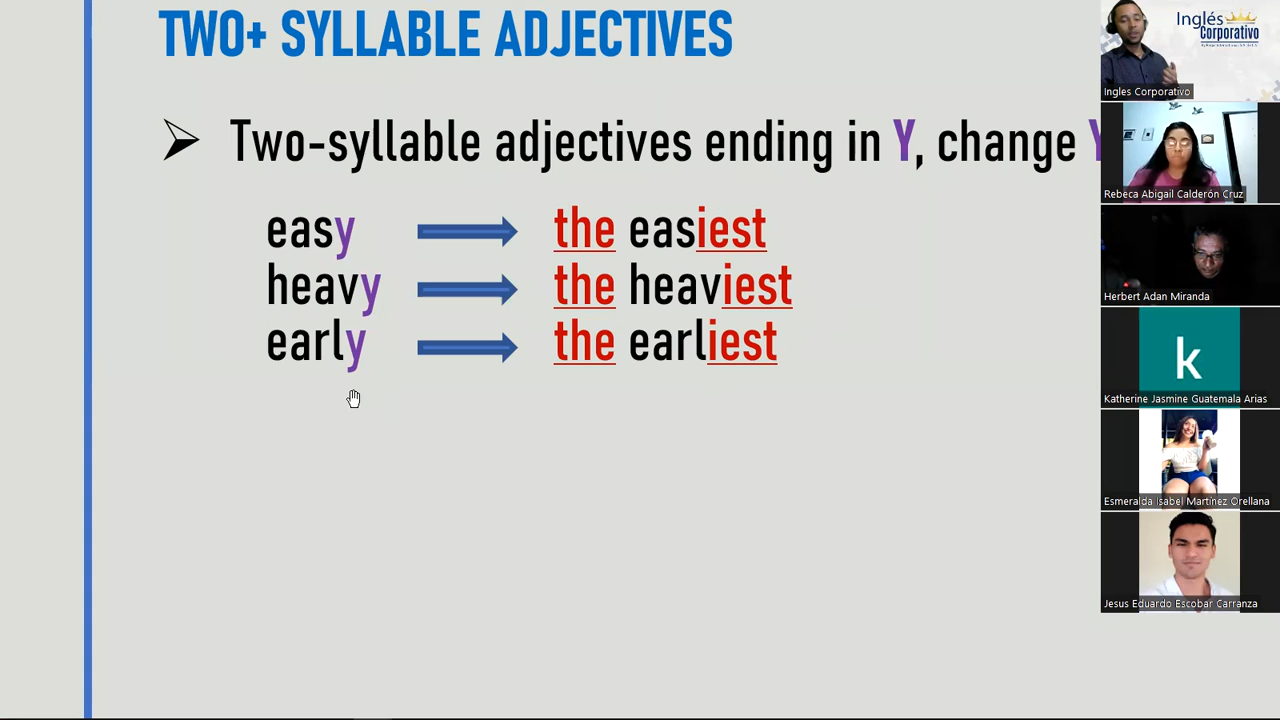 TWO+ SYLLABLE ADJECTIVES
➢ Two-syllable adjectives ending in Y, change Y
easy the easiest
heavy the heaviest
early the earliest
Inglés
Corporativo
Ingles Corporativo
Rebeca Abigail Calderón Cruz
Herbert Adan Miranda
k
Katherine Jasmine Guatemala Arias
Esmeralda Isabel Martínez Orellana
Jesus Eduardo Escobar Carranza